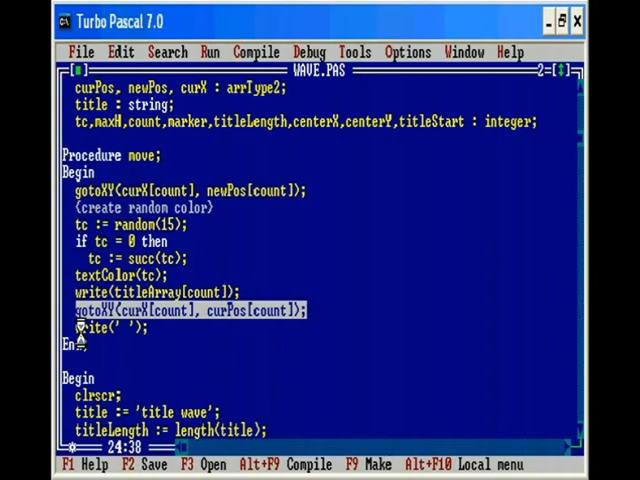 Turbo Pascal 7.0
File Edit Search Run Compile Debug Tools Options Window Help
WAVE.PAS 2=[↕]
curPos, newPos, curX : arrType2;
title : string;
tc,maxH,count,marker,titleLength,centerX,centerY,titleStart : integer;
Procedure move;
Begin
gotoXY(curX[count], newPos[count]);
{create random color}
tc := random(15);
if tc = 0 then
tc := succ(tc);
textColor(tc);
write(titleArray[count]);
gotoXY(curX[count], curPos[count]);
write(' ');
End;
Begin
clrscr;
title := 'title wave';
titleLength := length(title);
24:38
F1 Help F2 Save F3 Open Alt+F9 Compile F9 Make Alt+F10 Local menu